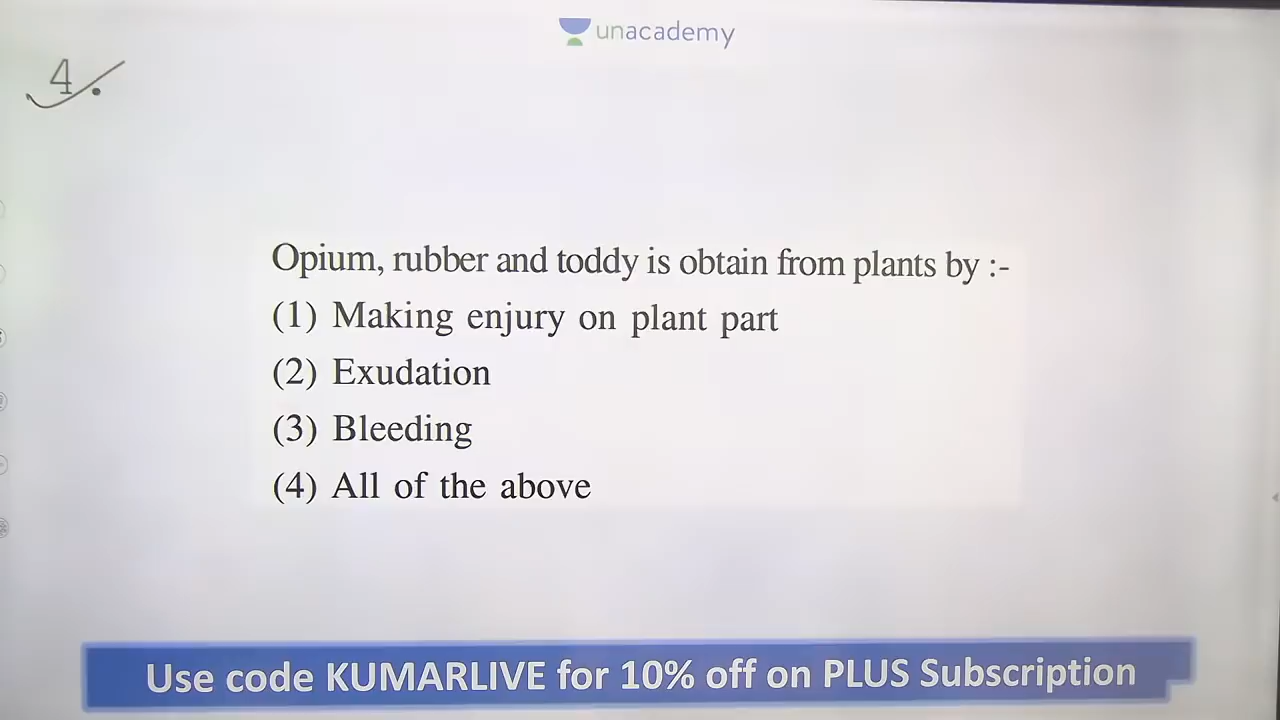 unacademy
4.
Opium, rubber and toddy is obtain from plants by :-
(1) Making enjury on plant part
(2) Exudation
(3) Bleeding
(4) All of the above
Use code KUMARLIVE for 10% off on PLUS Subscription